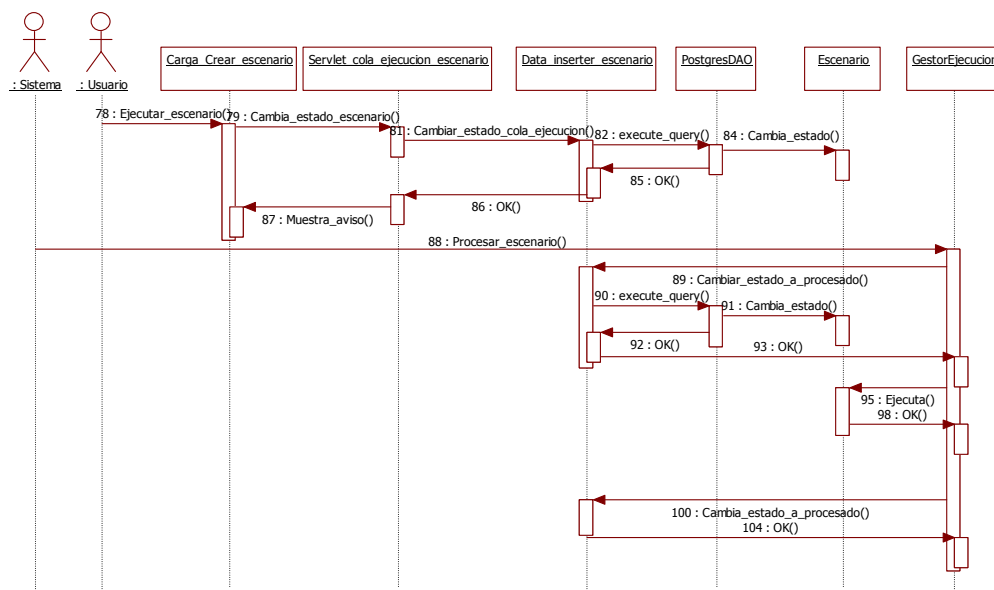 : Sistema
: Usuario
Carga_Crear_escenario
Servlet_cola_ejecucion_escenario
Data_inserter_escenario
PostgresDAO
Escenario
GestorEjecucion
78 : Ejecutar_escenario()
79 : Cambia_estado_escenario()
81 : Cambiar_estado_cola_ejecucion()
82 : execute_query()
84 : Cambia_estado()
85 : OK()
86 : OK()
87 : Muestra_aviso()
88 : Procesar_escenario()
89 : Cambiar_estado_a_procesado()
90 : execute_query()
91 : Cambia_estado()
92 : OK()
93 : OK()
95 : Ejecuta()
98 : OK()
100 : Cambia_estado_a_procesado()
104 : OK()